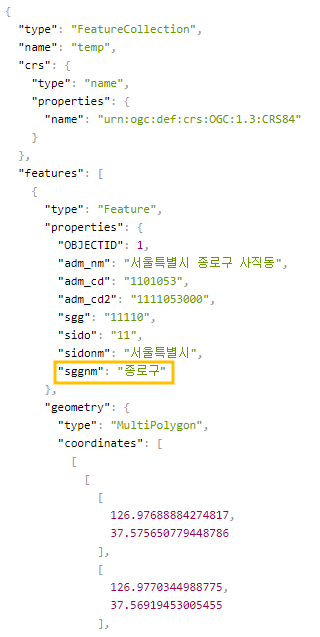 {
"type": "FeatureCollection",
"name": "temp",
"crs": {
"type": "name",
"properties": {
"name": "urn:ogc:def:crs:OGC:1.3:CRS84"
}
},
"features": [
{
"type": "Feature",
"properties": {
"OBJECTID": 1,
"adm_nm": "서울특별시 종로구 사직동",
"adm_cd": "1101053",
"adm_cd2": "1111053000",
"sgg": "11110",
"sido": "11",
"sidonm": "서울특별시",
"sggnm": "종로구"
},
"geometry": {
"type": "MultiPolygon",
"coordinates": [
[
[
[
126.97688884274817,
37.575650779448786
],
[
126.9770344988775,
37.56919453005455
],